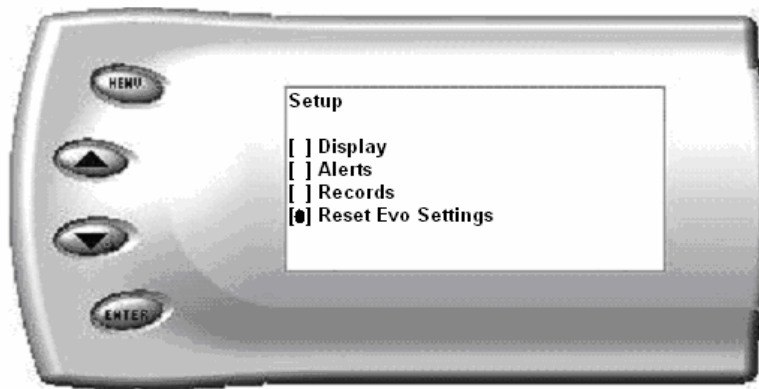 MENU
Setup
[ ] Display
[ ] Alerts
[ ] Records
[●] Reset Evo Settings
ENTER